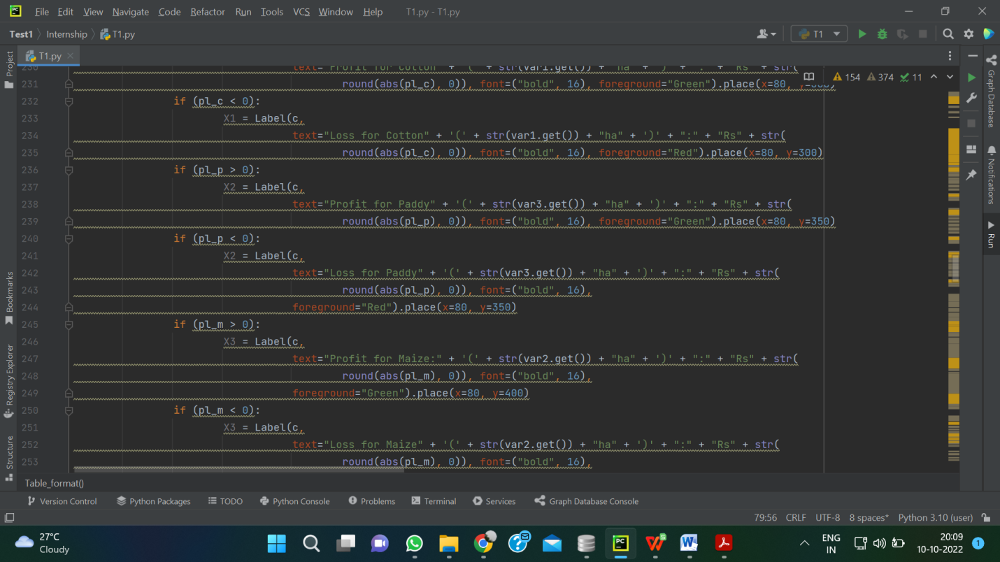 File Edit View Navigate Code Refactor Run Tools VCS Window Help T1.py - T1.py
Test1 Internship T1.py
T1
T1.py
230 text="Profit for Cotton" + '(' + str(var1.get()) + "ha" + ')' + ":" + "Rs" + str(
154 374 11
231 round(abs(pl_c), 0)), font=("bold", 16), foreground="Green").place(x=80, y=300)
232 if (pl_c < 0):
233 X1 = Label(c,
234 text="Loss for Cotton" + '(' + str(var1.get()) + "ha" + ')' + ":" + "Rs" + str(
235 round(abs(pl_c), 0)), font=("bold", 16), foreground="Red").place(x=80, y=300)
236 if (pl_p > 0):
237 X2 = Label(c,
238 text="Profit for Paddy" + '(' + str(var3.get()) + "ha" + ')' + ":" + "Rs" + str(
239 round(abs(pl_p), 0)), font=("bold", 16), foreground="Green").place(x=80, y=350)
240 if (pl_p < 0):
241 X2 = Label(c,
242 text="Loss for Paddy" + '(' + str(var3.get()) + "ha" + ')' + ":" + "Rs" + str(
243 round(abs(pl_p), 0)), font=("bold", 16),
244 foreground="Red").place(x=80, y=350)
245 if (pl_m > 0):
246 X3 = Label(c,
247 text="Profit for Maize:" + '(' + str(var2.get()) + "ha" + ')' + ":" + "Rs" + str(
248 round(abs(pl_m), 0)), font=("bold", 16),
249 foreground="Green").place(x=80, y=400)
250 if (pl_m < 0):
251 X3 = Label(c,
252 text="Loss for Maize" + '(' + str(var2.get()) + "ha" + ')' + ":" + "Rs" + str(
253 round(abs(pl_m), 0)), font=("bold", 16),
Project
Bookmarks
Registry Explorer
Structure
Graph Database
Notifications
Run
Table_format()
Version Control Python Packages TODO Python Console Problems Terminal Services Graph Database Console
79:56 CRLF UTF-8 8 spaces* Python 3.10 (user)
27°C
Cloudy
ENG
IN
20:09
10-10-2022
1